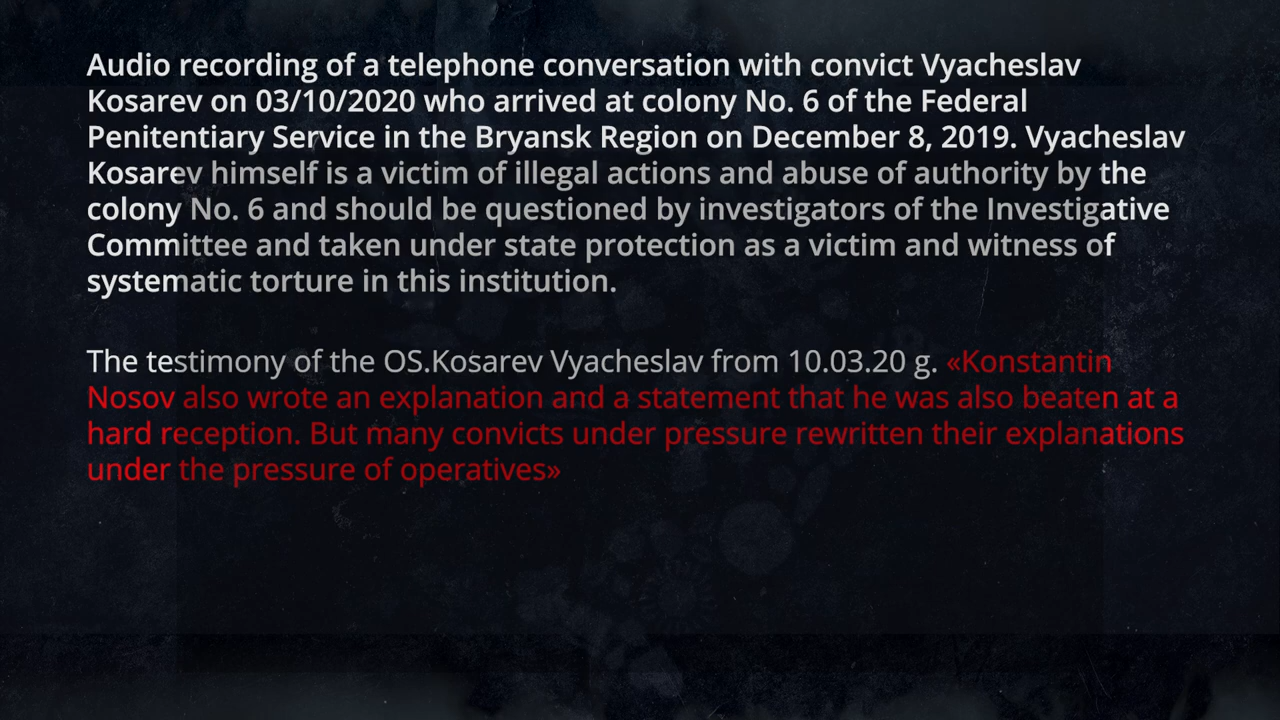 Audio recording of a telephone conversation with convict Vyacheslav
Kosarev on 03/10/2020 who arrived at colony No. 6 of the Federal
Penitentiary Service in the Bryansk Region on December 8, 2019. Vyacheslav
Kosarev himself is a victim of illegal actions and abuse of authority by the
colony No. 6 and should be questioned by investigators of the Investigative
Committee and taken under state protection as a victim and witness of
systematic torture in this institution.
The testimony of the OS.Kosarev Vyacheslav from 10.03.20 g. «Konstantin
Nosov also wrote an explanation and a statement that he was also beaten at a
hard reception. But many convicts under pressure rewritten their explanations
under the pressure of operatives»